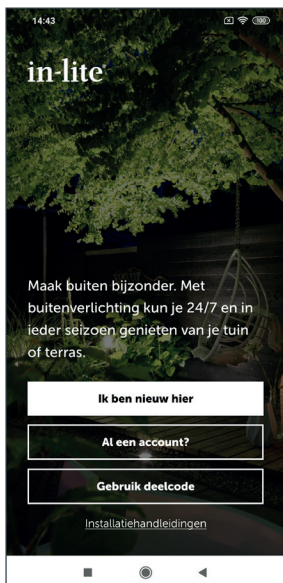 14:43
100
in-lite
Maak buiten bijzonder. Met
buitenverlichting kun je 24/7 en in
ieder seizoen genieten van je tuin
of terras.
Ik ben nieuw hier
Al een account?
Gebruik deelcode
Installatiehandleidingen